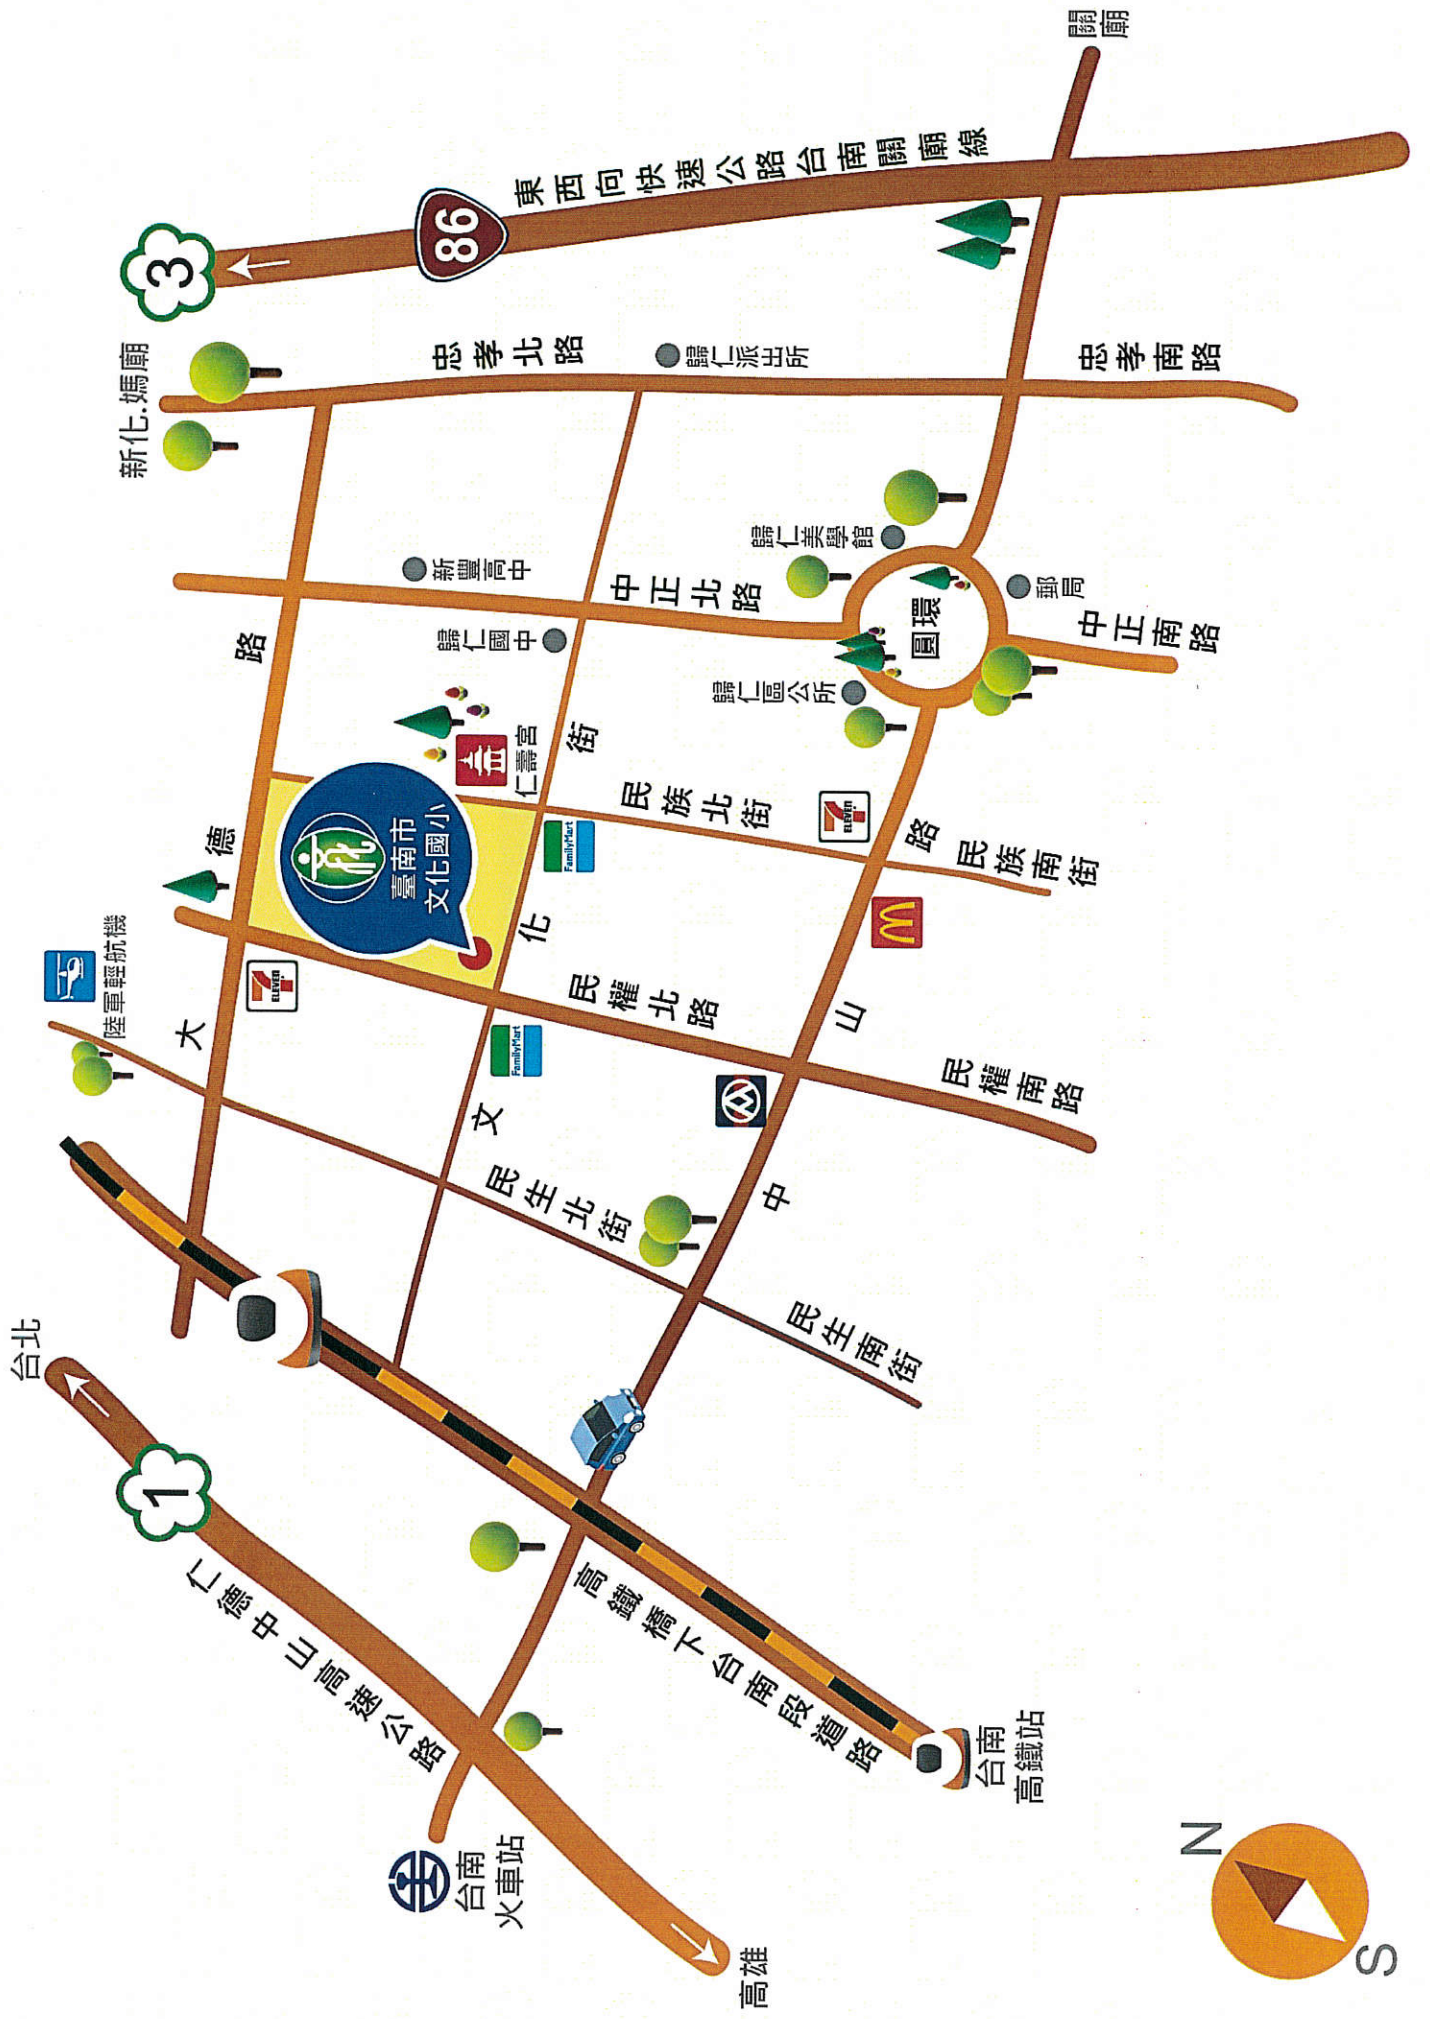 台北
1
仁德中山高速公路
台南
火車站
高雄
高鐵橋下台南段道路
台南
高鐵站
陸軍輕航機
大德路
文化街
中山路
民生北街
民生南街
民權北路
民權南路
民族北街
民族南街
7
ELEVEN
FamilyMart
臺南市
文化國小
FamilyMart
仁壽宮
7
ELEVEN
歸仁國中
新豐高中
歸仁區公所
圓環
歸仁美學館
郵局
中正北路
中正南路
新化.媽廟
忠孝北路
歸仁派出所
忠孝南路
3
86
東西向快速公路台南關廟線
關廟
N
S